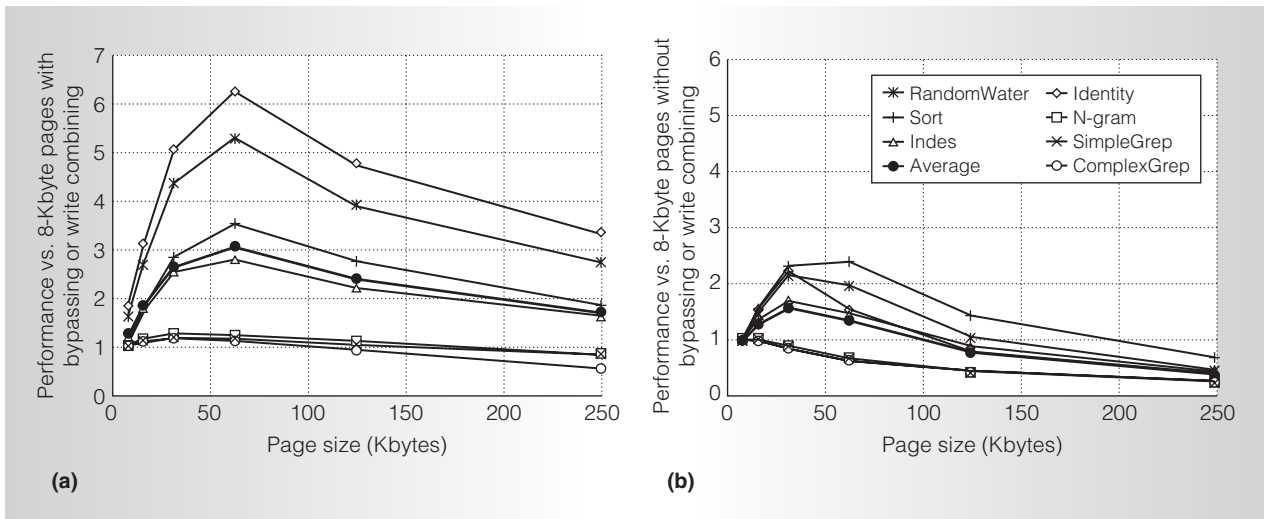 Performance vs. 8-Kbyte pages with
bypassing or write combining
7
6
5
4
3
2
1
0
0 50 100 150 200 250
Page size (Kbytes)
(a)
Performance vs. 8-Kbyte pages without
bypassing or write combining
6
5
4
3
2
1
0
RandomWater
Sort
Indes
Average
Identity
N-gram
SimpleGrep
ComplexGrep
0 50 100 150 200 250
Page size (Kbytes)
(b)